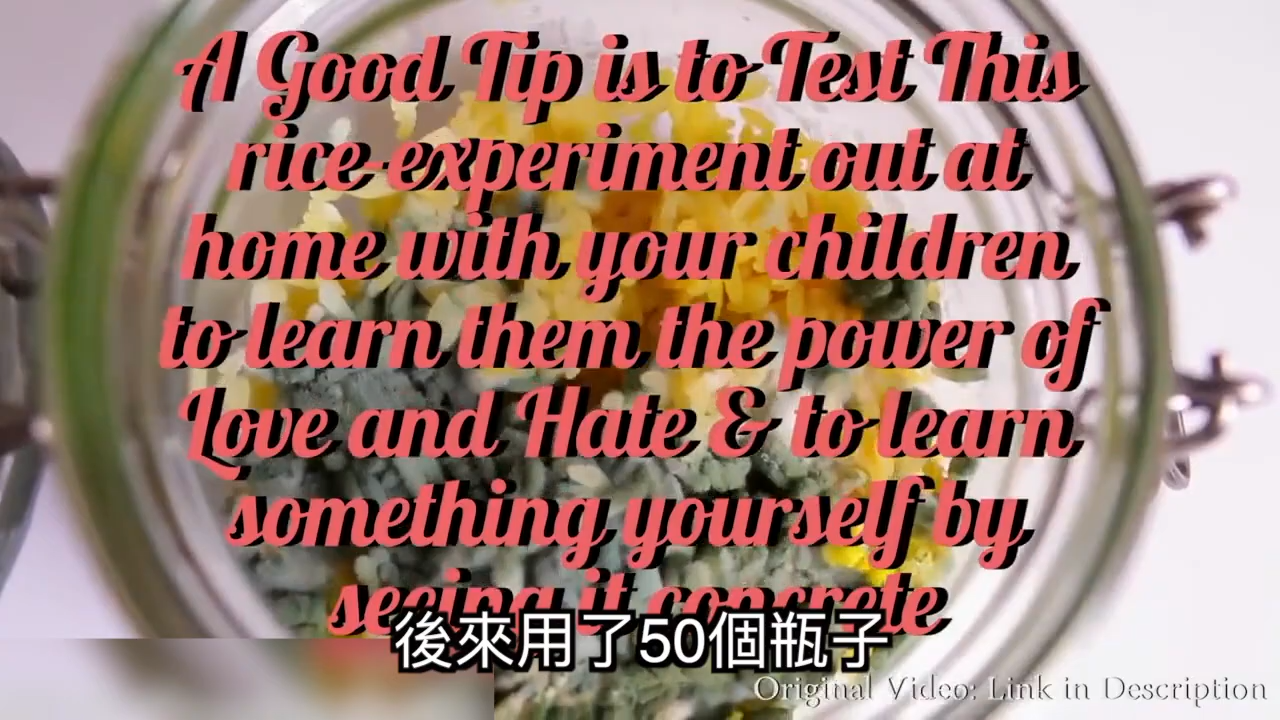 A Good Tip is to Test This
rice-experiment out at
home with your children
to learn them the power of
Love and Hate & to learn
something yourself by
seeing it concrete
後來用了50個瓶子
Original Video: Link in Description